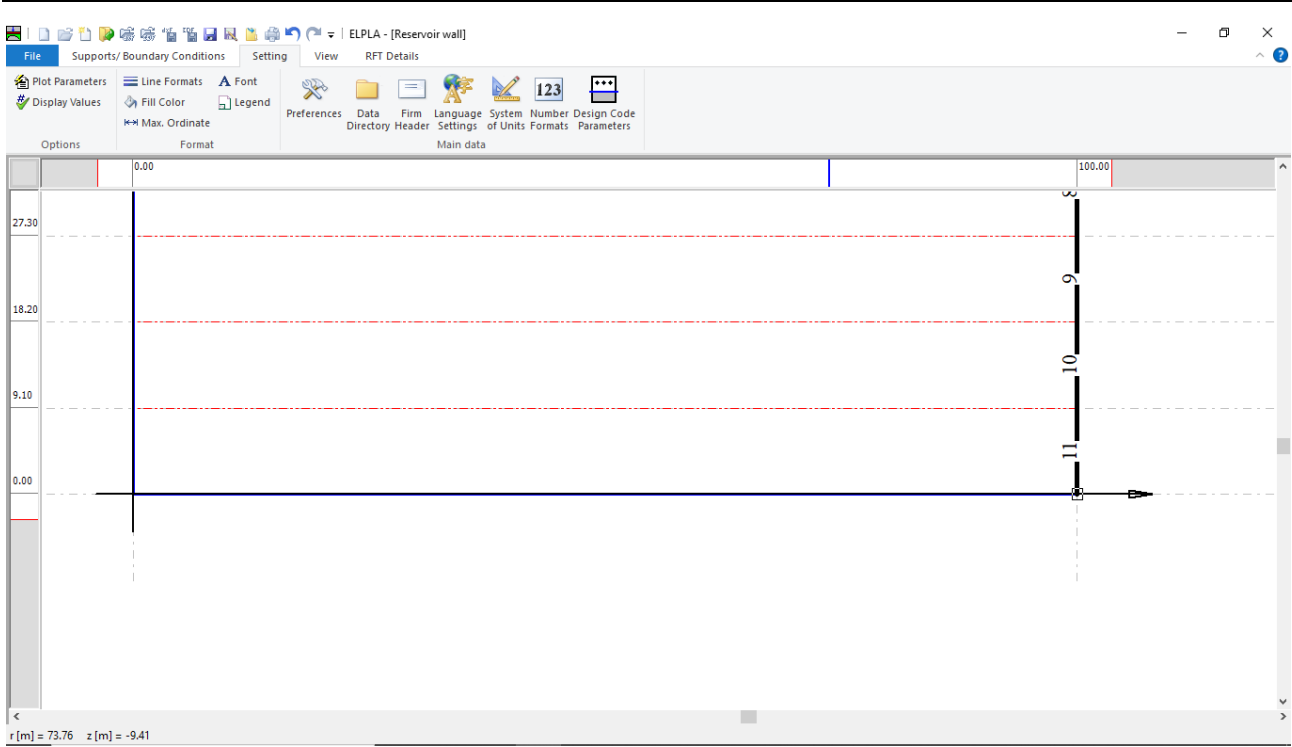 ELPLA - [Reservoir wall]
File Supports/ Boundary Conditions Setting View RFT Details
Plot Parameters Line Formats A Font
Display Values Fill Color Legend
Max. Ordinate
Preferences Data Directory Firm Header Language Settings System of Units 123 Number Formats Design Code Parameters
Options Format Main data
0.00 100.00
8
27.30
9
18.20
10
9.10
11
0.00
r [m] = 73.76 z [m] = -9.41